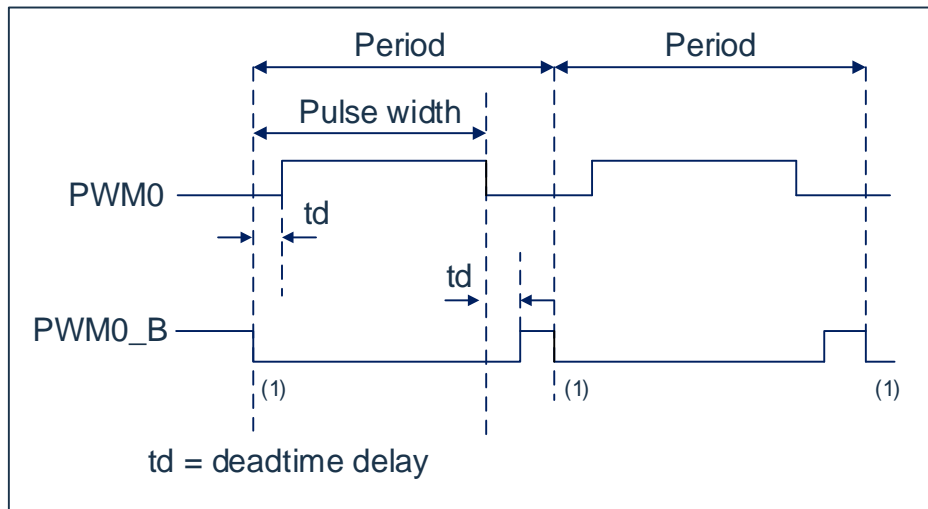 Period Period
Pulse width
PWM0
td
td
PWM0_B
(1) (1) (1)
td = deadtime delay